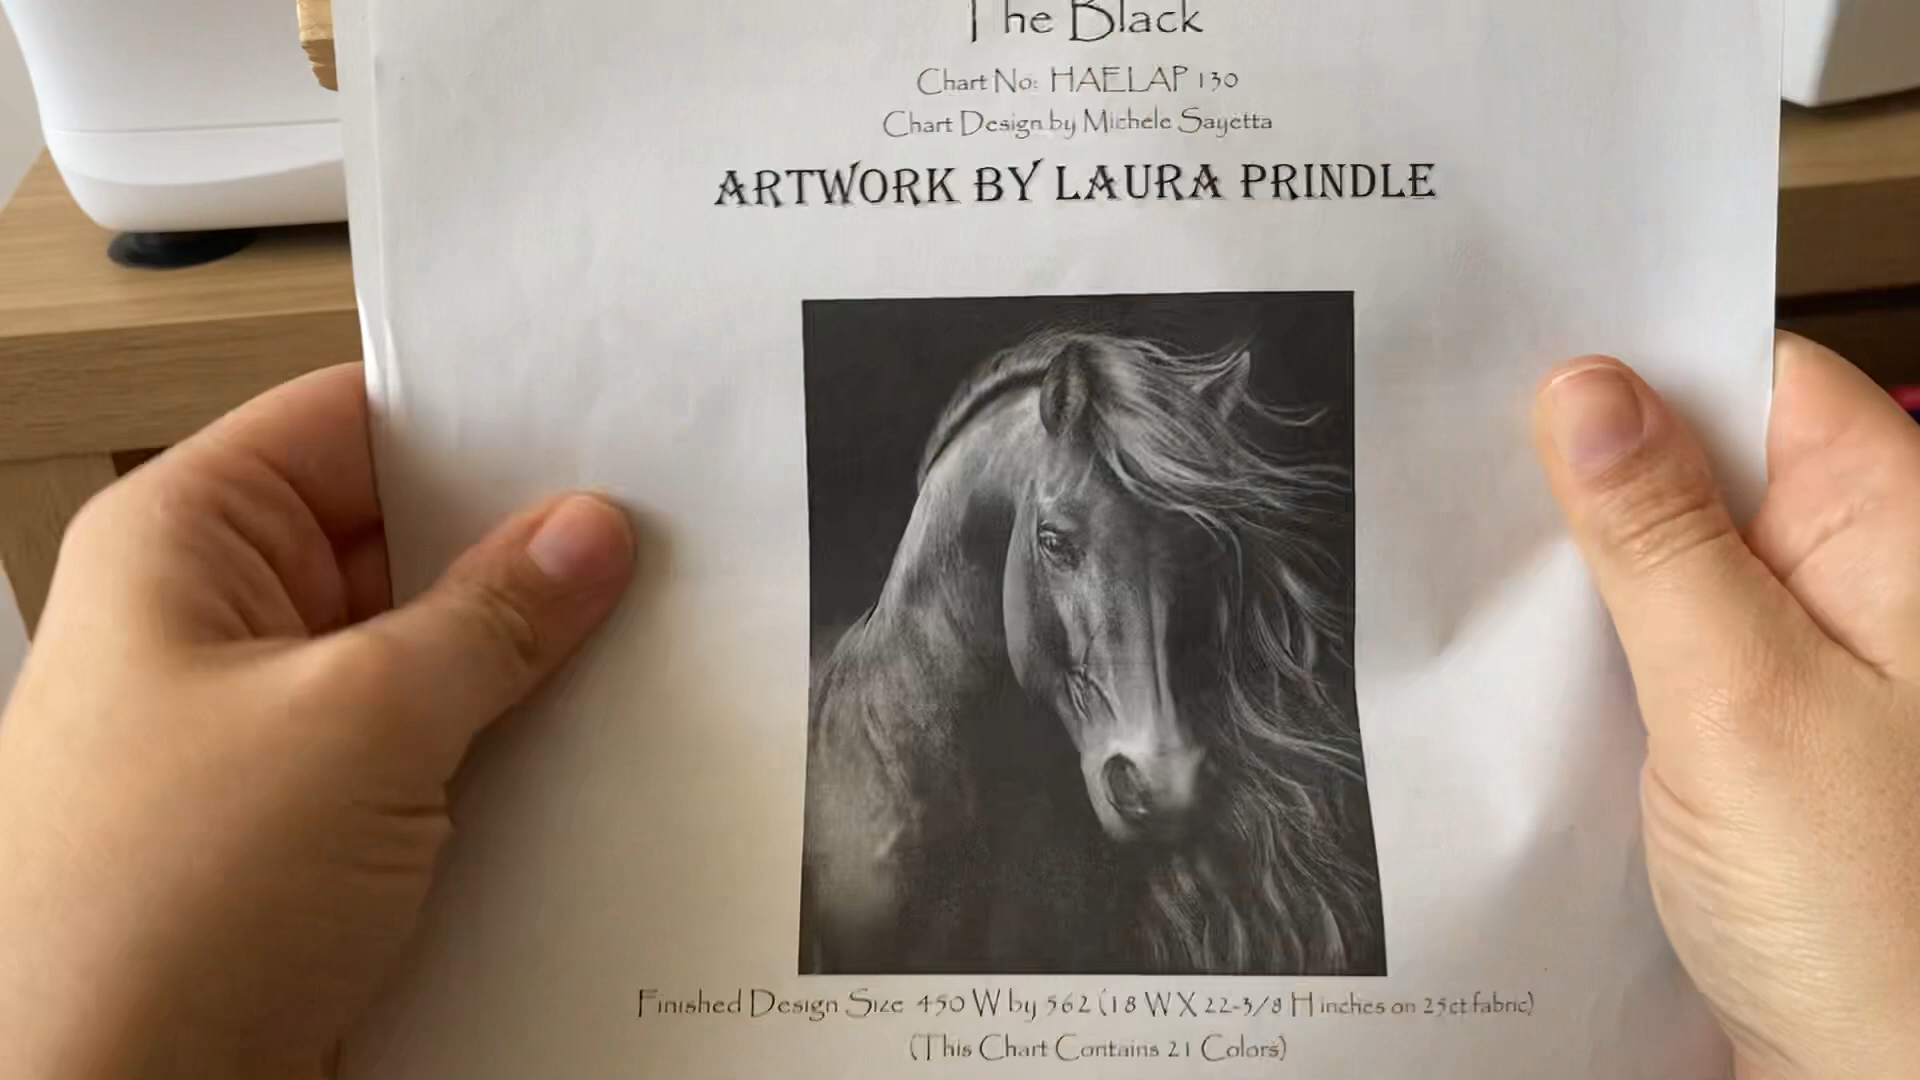 The Black
Chart No: HAELAP 130
Chart Design by Michele Sayetta
ARTWORK BY LAURA PRINDLE
Finished Design Size 450 W by 562 (18 W X 22-3/8 H inches on 25ct fabric)
(This Chart Contains 21 Colors)